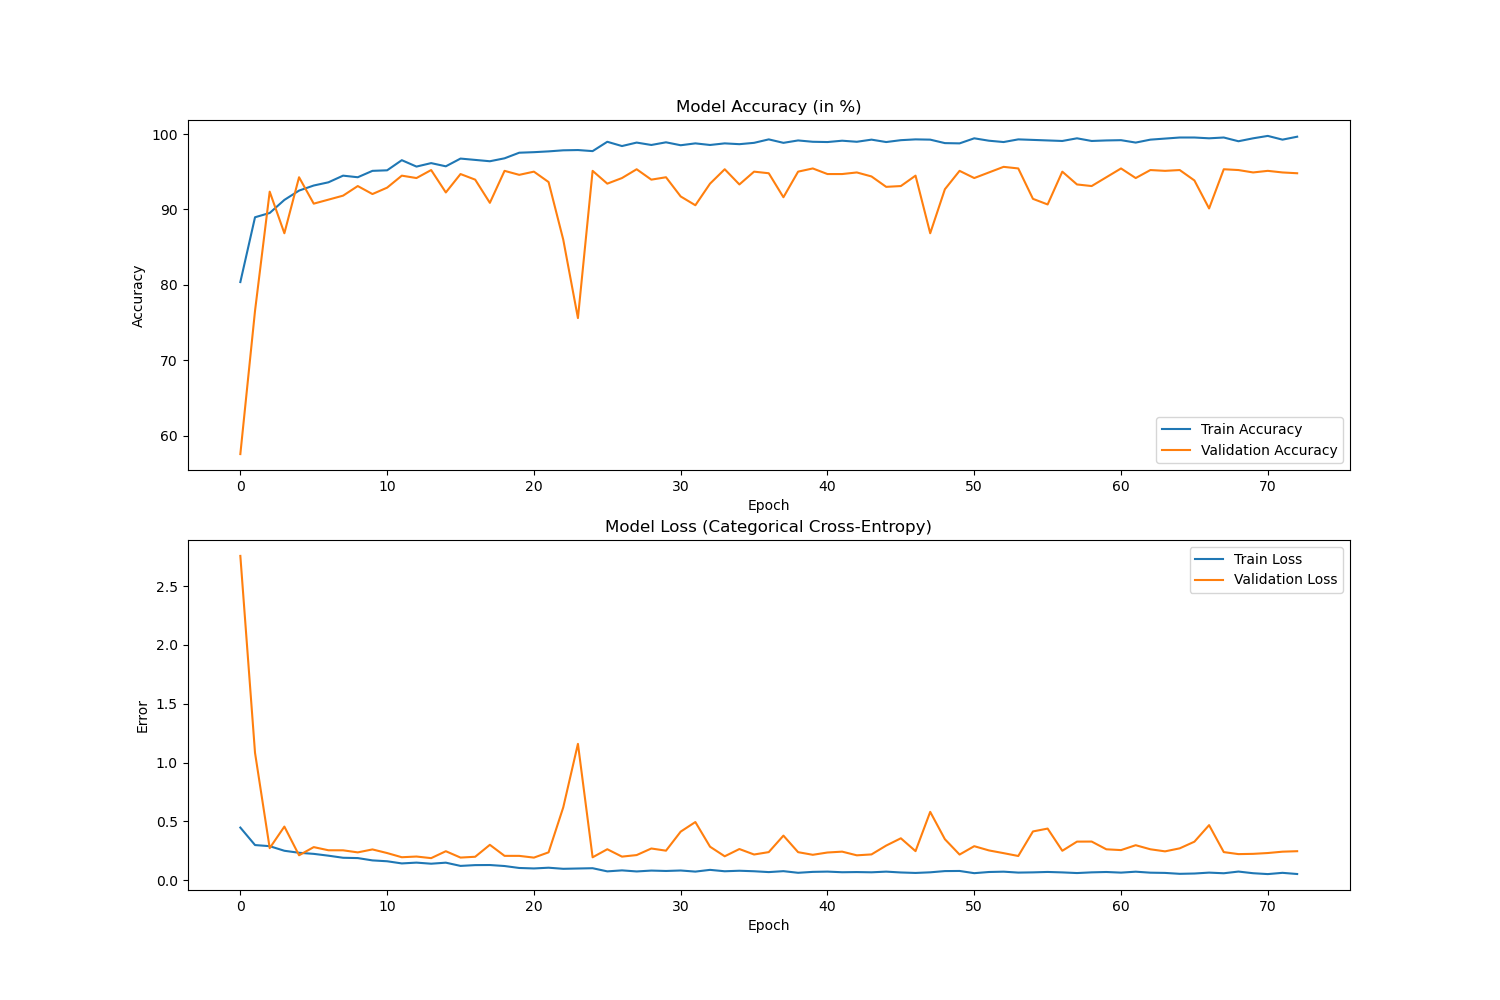 Model Accuracy (in %)
100
90
80
70
60
Accuracy
Train Accuracy
Validation Accuracy
0 10 20 30 40 50 60 70
Epoch
Model Loss (Categorical Cross-Entropy)
Train Loss
Validation Loss
2.5
2.0
1.5
1.0
0.5
0.0
Error
0 10 20 30 40 50 60 70
Epoch